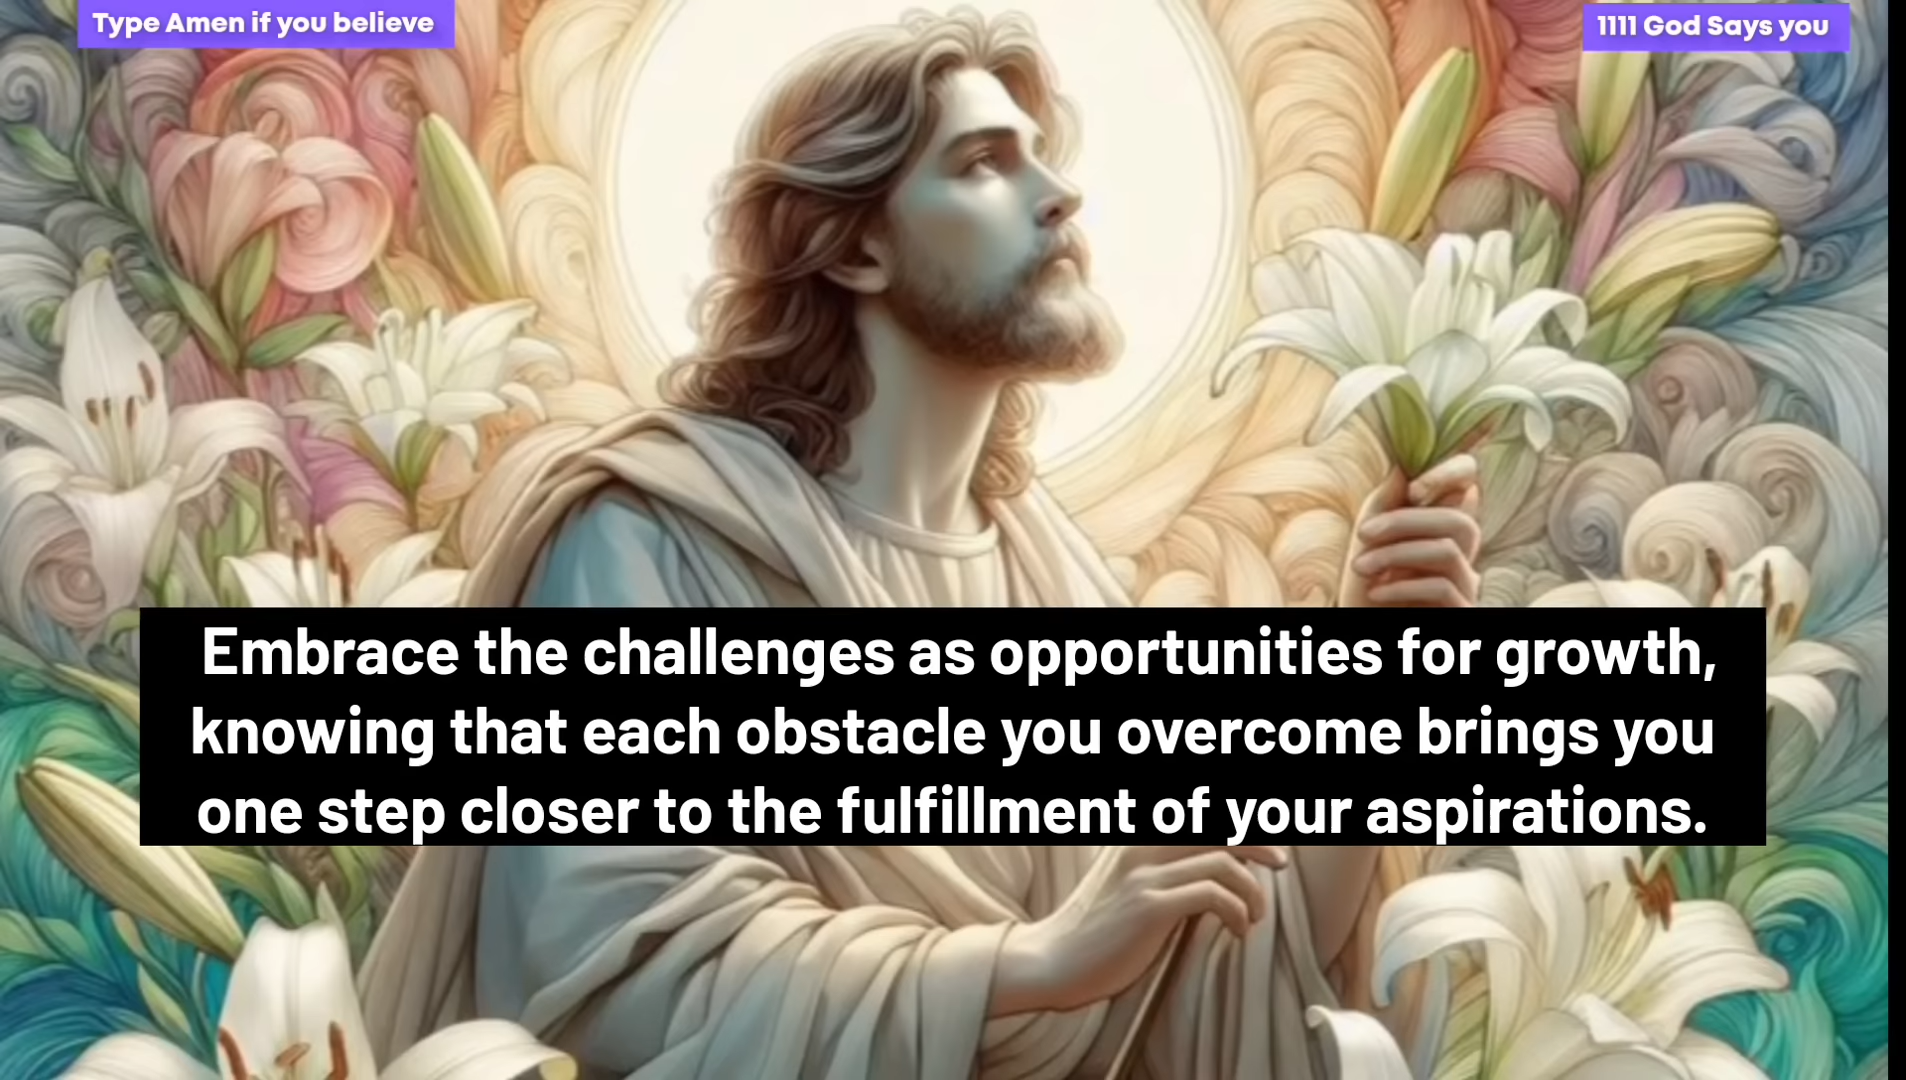 Type Amen if you believe
1111 God Says you
Embrace the challenges as opportunities for growth,
knowing that each obstacle you overcome brings you
one step closer to the fulfillment of your aspirations.